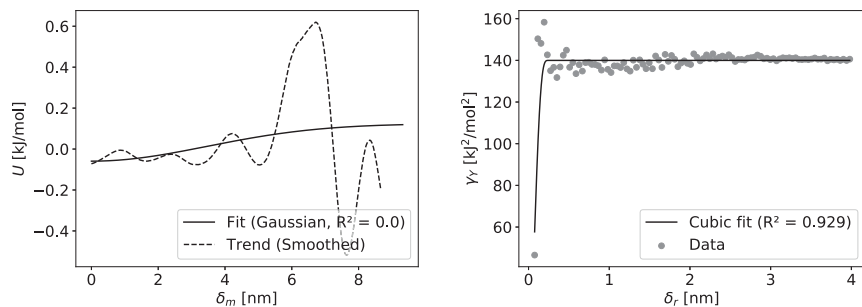 0.6
0.4
0.2
0.0
−0.2
−0.4
U [kJ/mol]
0 2 4 6 8
δm [nm]
Fit (Gaussian, R² = 0.0)
Trend (Smoothed)
160
140
120
100
80
60
γY [kJ²/mol²]
0 1 2 3 4
δr [nm]
Cubic fit (R² = 0.929)
Data